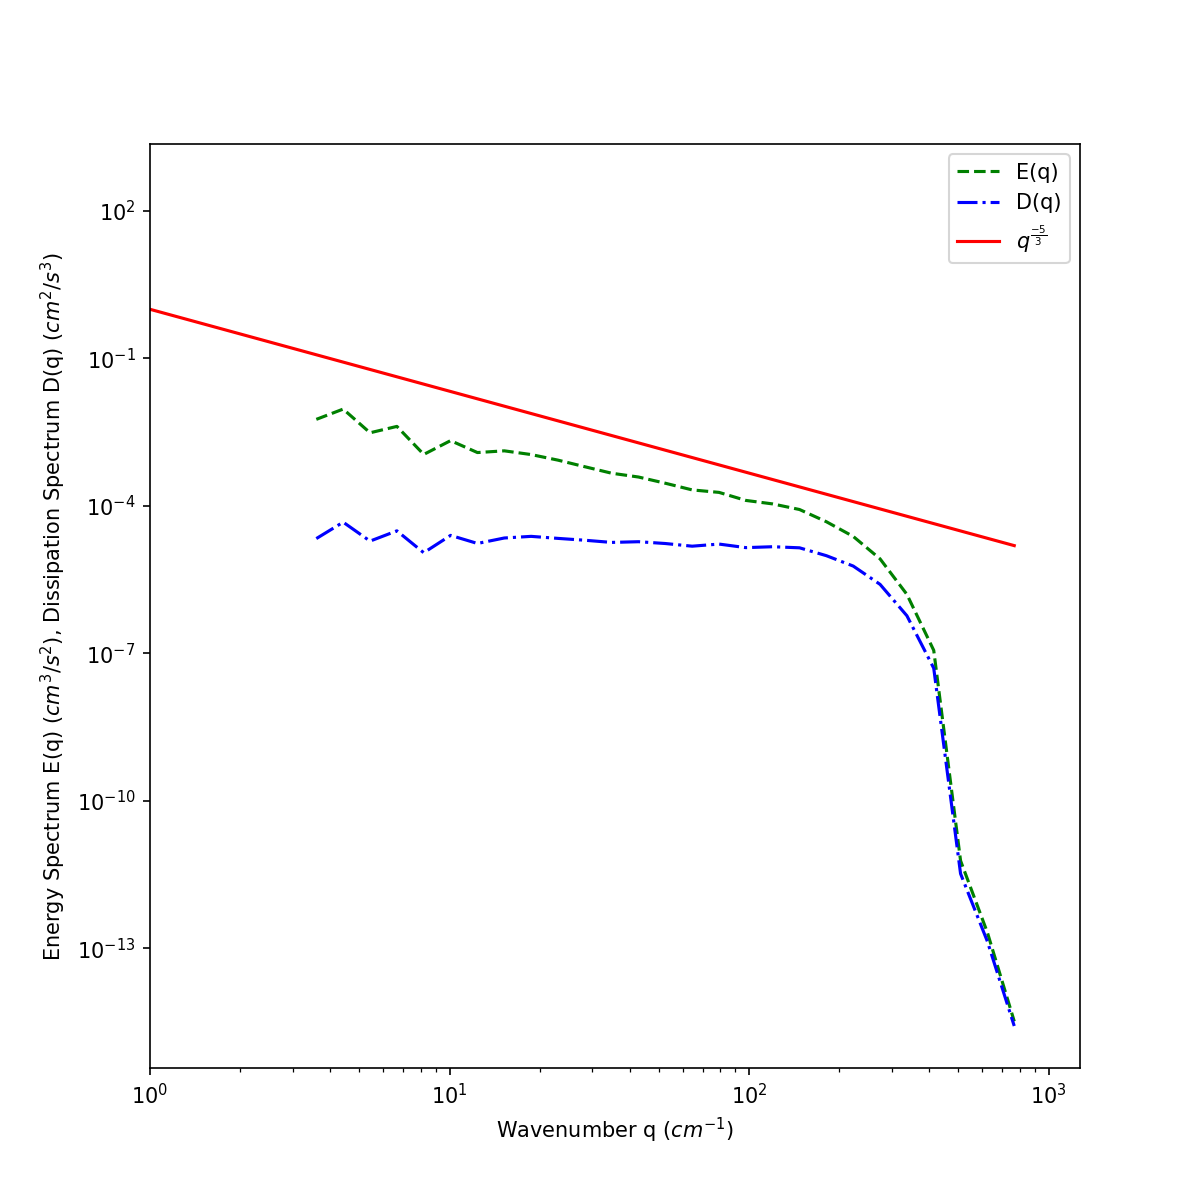 E(q)
D(q)
$q^{\frac{-5}{3}}$
Energy Spectrum E(q) ($cm^3/s^2$), Dissipation Spectrum D(q) ($cm^2/s^3$)
$10^{2}$
$10^{-1}$
$10^{-4}$
$10^{-7}$
$10^{-10}$
$10^{-13}$
$10^{0}$ $10^{1}$ $10^{2}$ $10^{3}$
Wavenumber q ($cm^{-1}$)